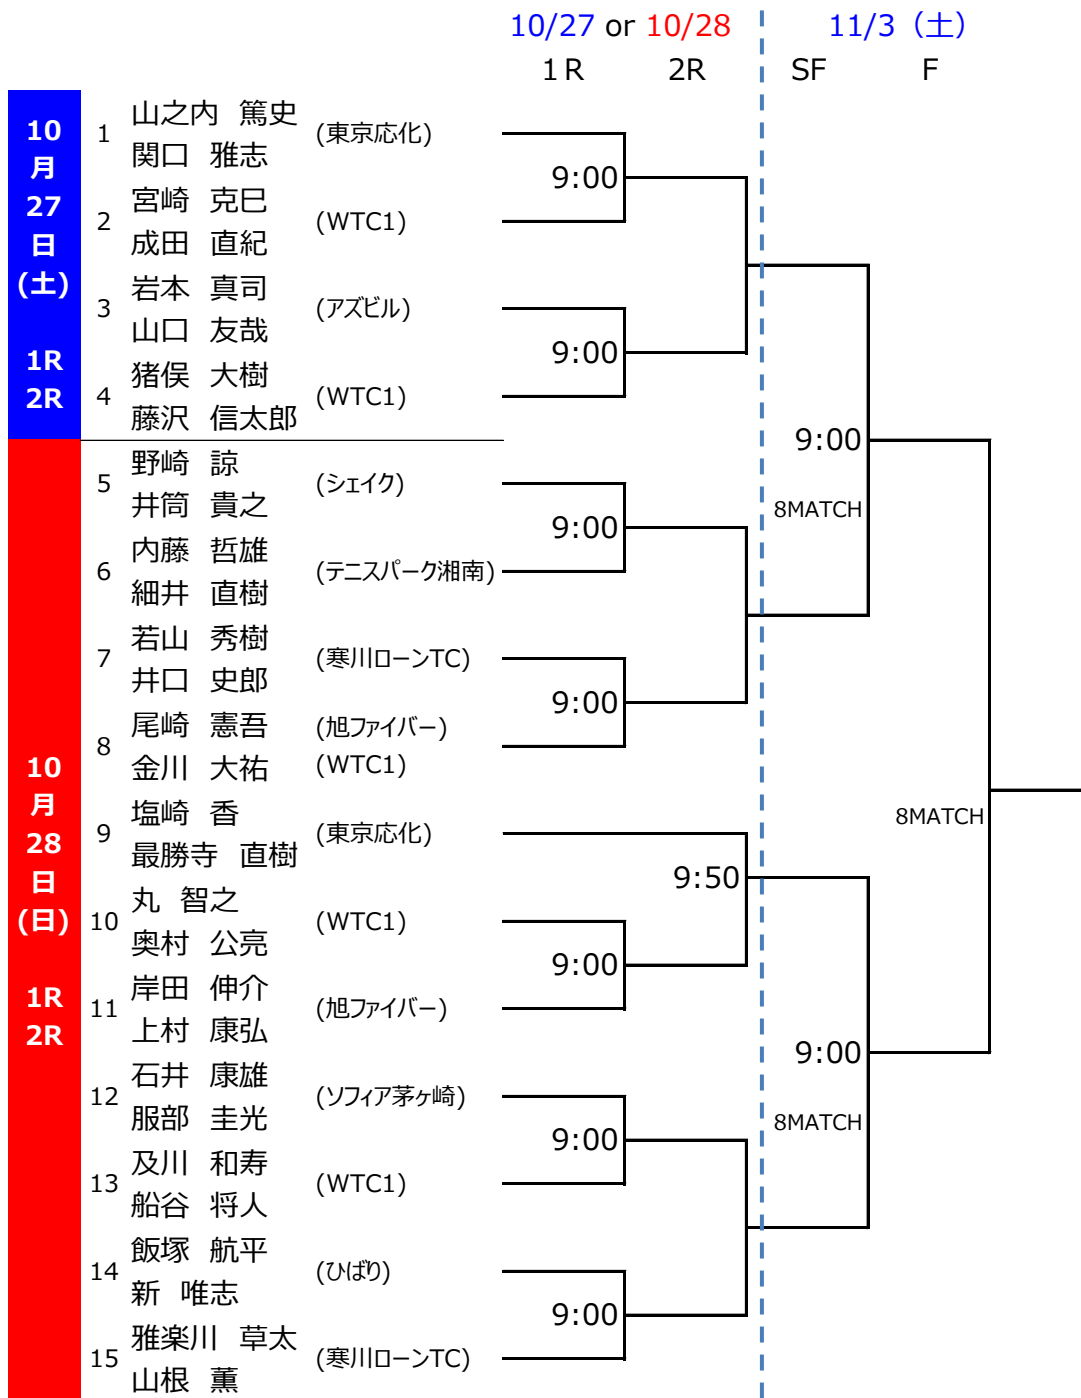 10/27 or 10/28 11/3（土）
1R 2R SF F
10月27日(土) 1R 2R
1 山之内 篤史 (東京応化)
関口 雅志
9:00
2 宮崎 克巳 (WTC1)
成田 直紀
3 岩本 真司 (アズビル)
山口 友哉
9:00
4 猪俣 大樹 (WTC1)
藤沢 信太郎
9:00
8MATCH
10月28日(日) 1R 2R
5 野崎 諒 (シェイク)
井筒 貴之
9:00
6 内藤 哲雄 (テニスパーク湘南)
細井 直樹
7 若山 秀樹 (寒川ローンTC)
井口 史郎
9:00
8 尾崎 憲吾 (旭ファイバー)
金川 大祐 (WTC1)
8MATCH
9 塩崎 香 (東京応化)
最勝寺 直樹
9:50
10 丸 智之 (WTC1)
奥村 公亮
9:00
11 岸田 伸介 (旭ファイバー)
上村 康弘
9:00
8MATCH
12 石井 康雄 (ソフィア茅ヶ崎)
服部 圭光
9:00
13 及川 和寿 (WTC1)
船谷 将人
14 飯塚 航平 (ひばり)
新 唯志
9:00
15 雅楽川 草太 (寒川ローンTC)
山根 薫